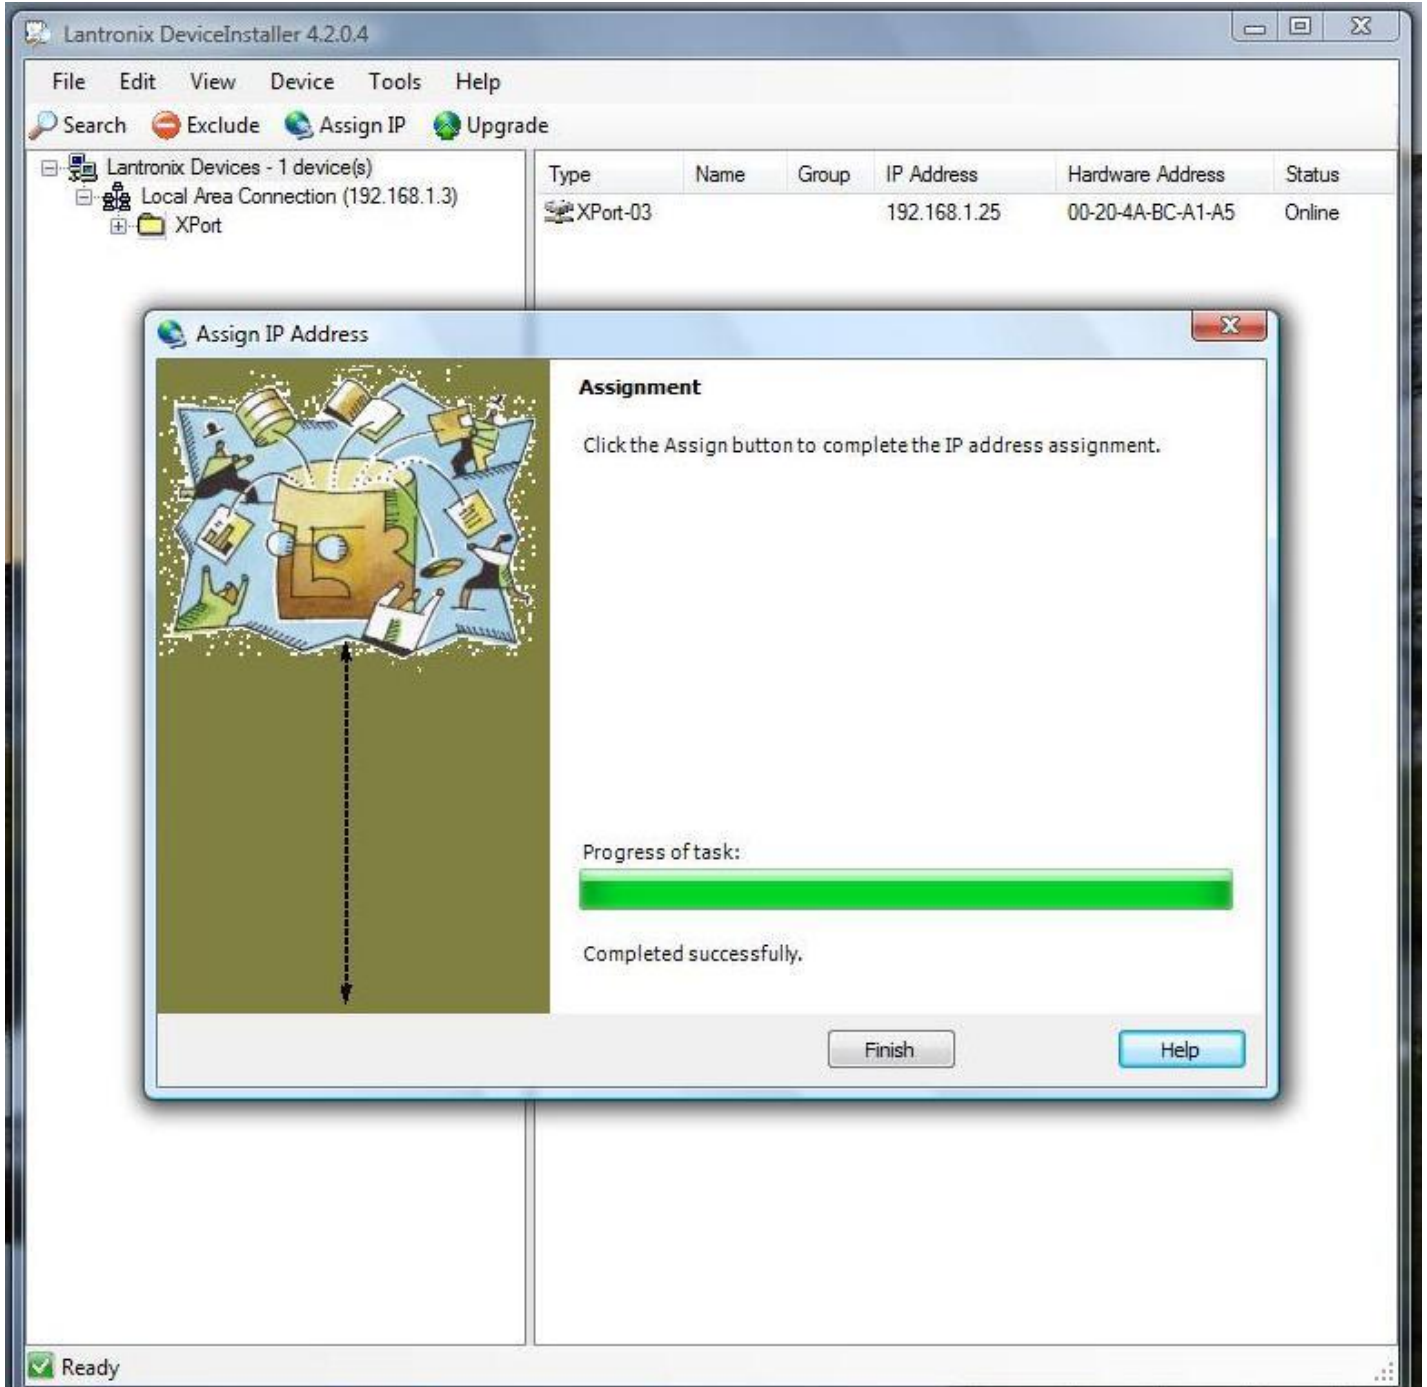 Lantronix DeviceInstaller 4.2.0.4
File Edit View Device Tools Help
Search Exclude Assign IP Upgrade
Lantronix Devices - 1 device(s)
Local Area Connection (192.168.1.3)
XPort
Type Name Group IP Address Hardware Address Status
XPort-03 192.168.1.25 00-20-4A-BC-A1-A5 Online
Assign IP Address
Assignment
Click the Assign button to complete the IP address assignment.
Progress of task:
Completed successfully.
Finish Help
Ready